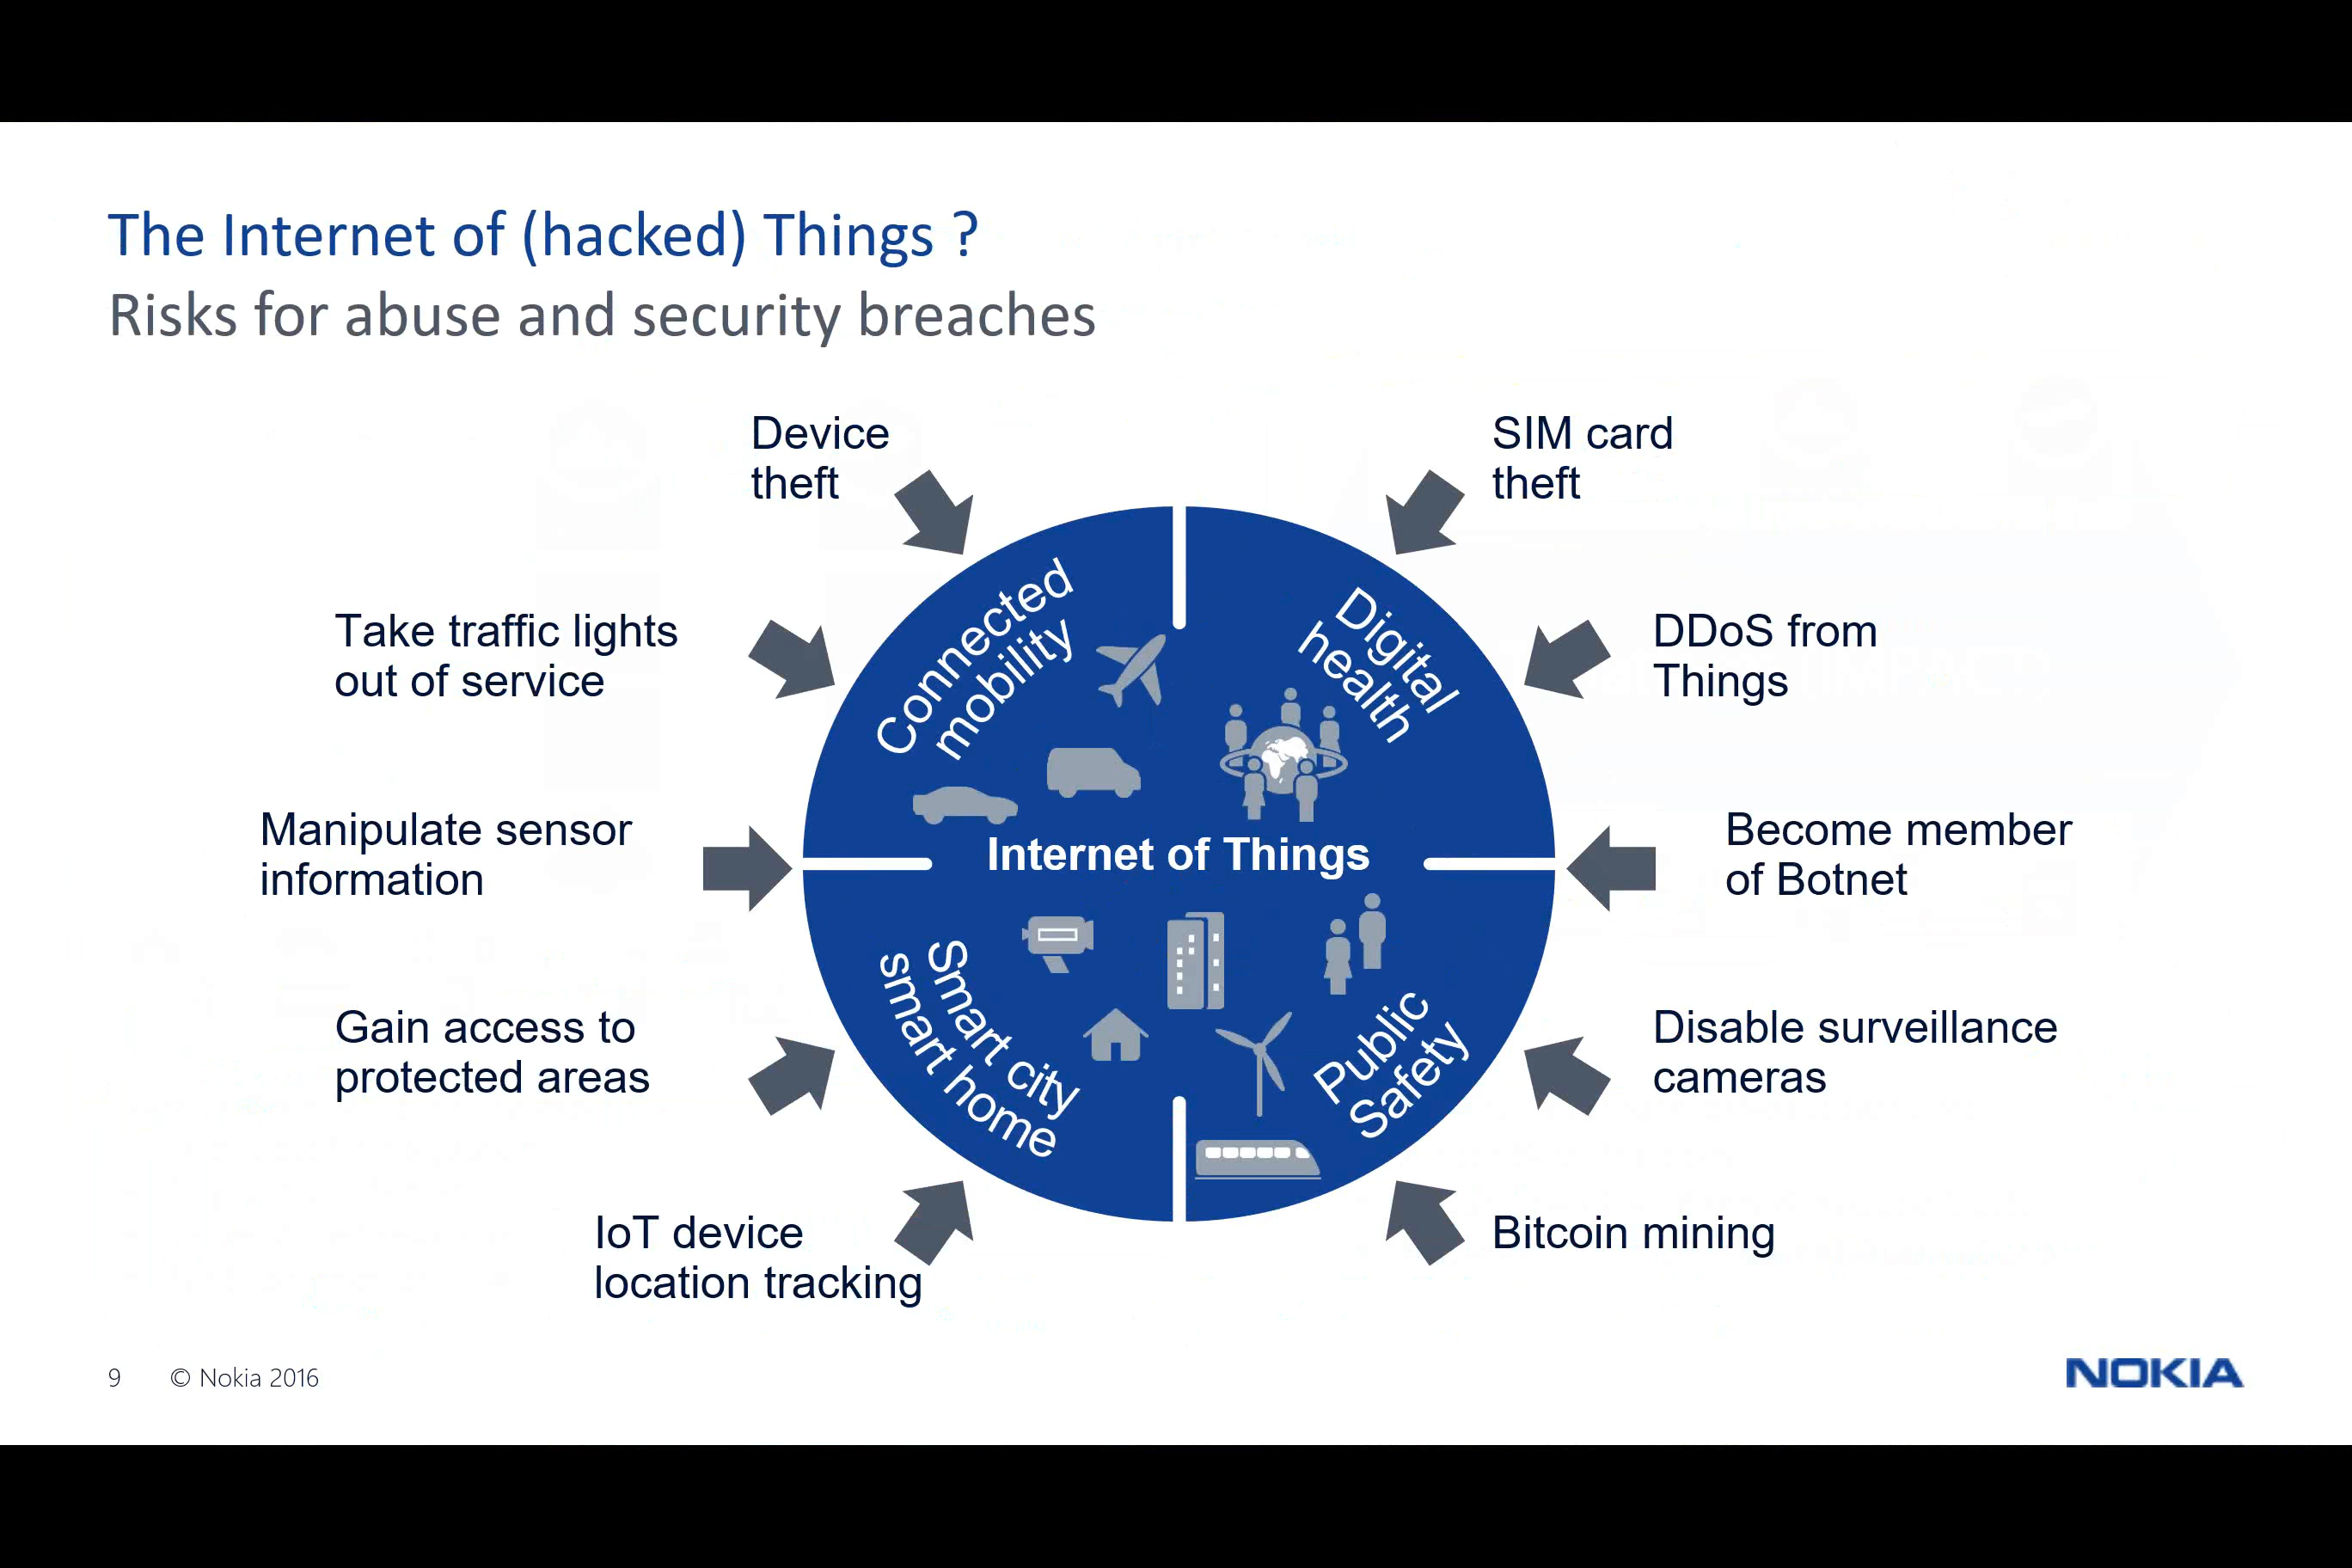 The Internet of (hacked) Things ?
Risks for abuse and security breaches
Device
theft
SIM card
theft
Take traffic lights
out of service
DDoS from
Things
Manipulate sensor
information
Become member
of Botnet
Gain access to
protected areas
Disable surveillance
cameras
IoT device
location tracking
Bitcoin mining
Connected
mobility
Digital
health
Internet of Things
Smart city
smart home
Public
Safety
9 © Nokia 2016
NOKIA